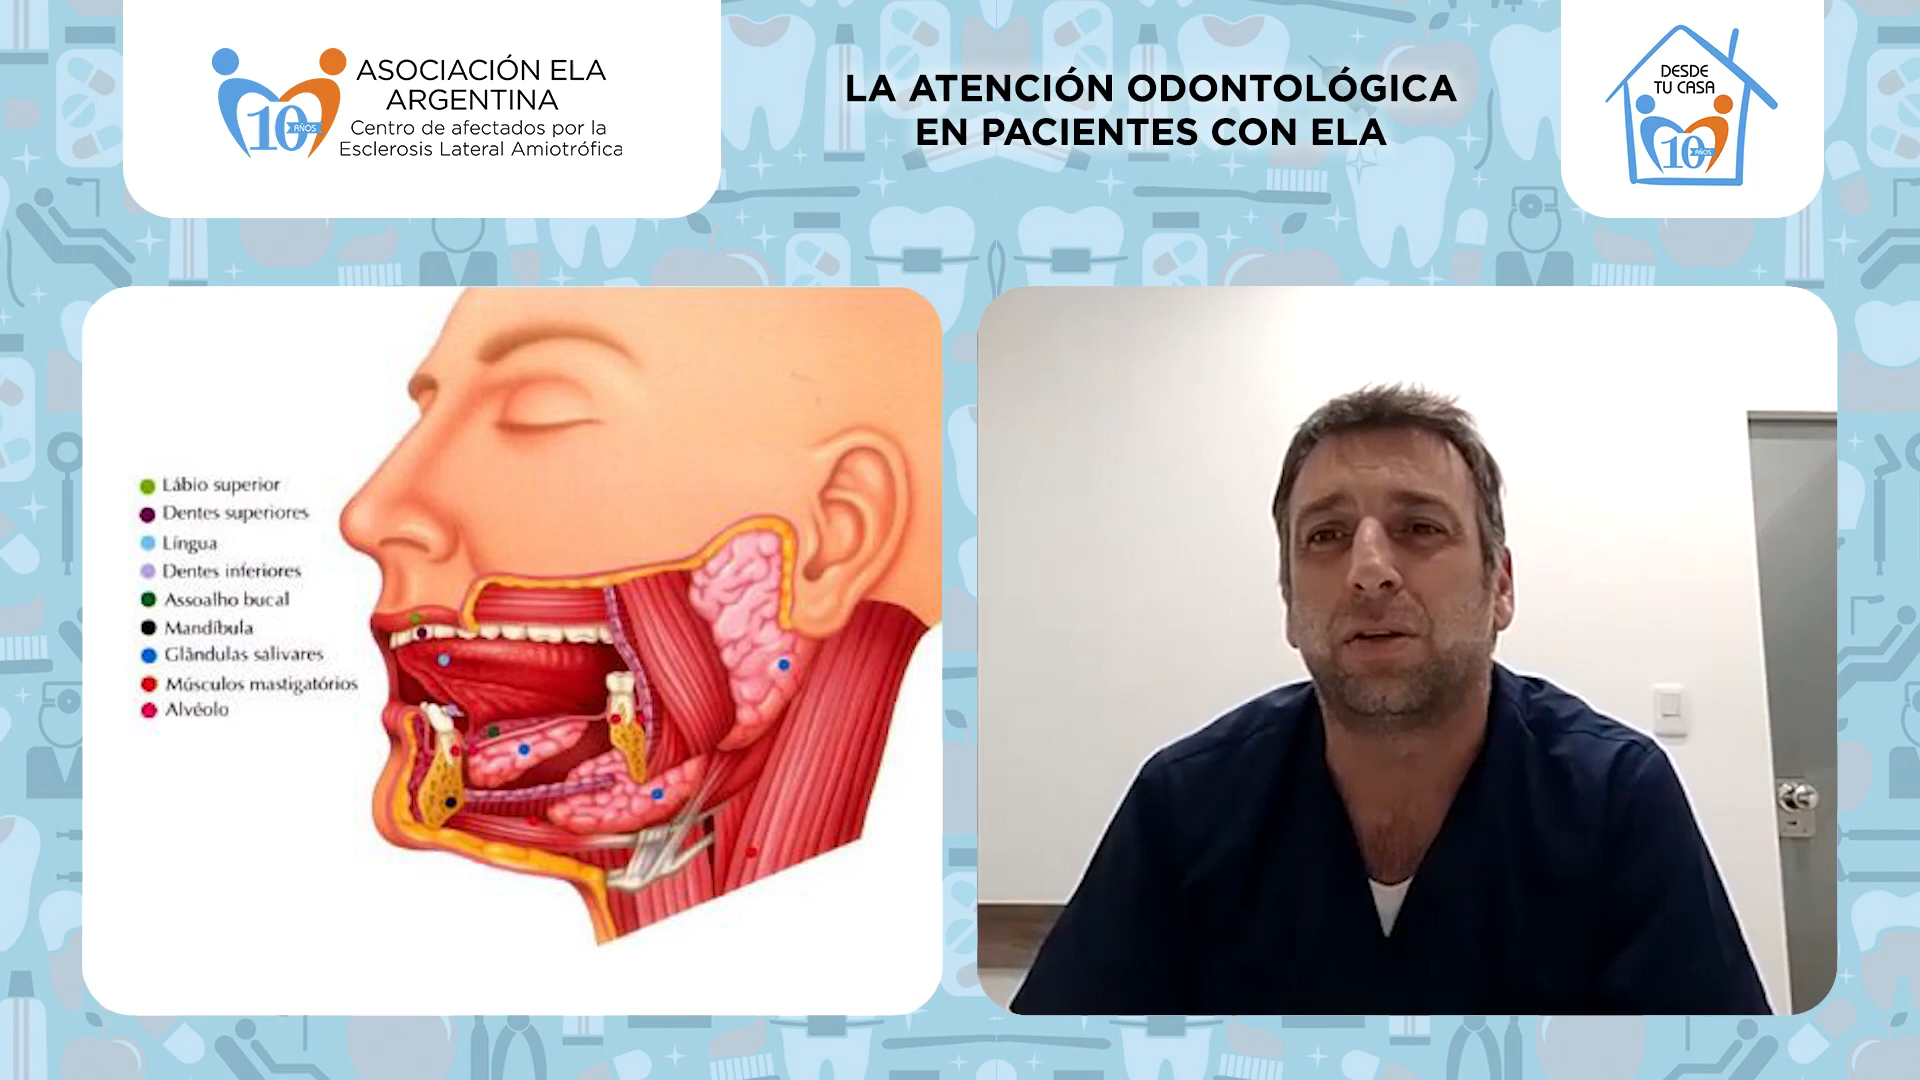 ASOCIACIÓN ELA
ARGENTINA
Centro de afectados por la
Esclerosis Lateral Amiotrófica
10 AÑOS
LA ATENCIÓN ODONTOLÓGICA
EN PACIENTES CON ELA
DESDE
TU CASA
10 AÑOS
Lábio superior
Dentes superiores
Língua
Dentes inferiores
Assoalho bucal
Mandíbula
Glândulas salivares
Músculos mastigatórios
Alvéolo